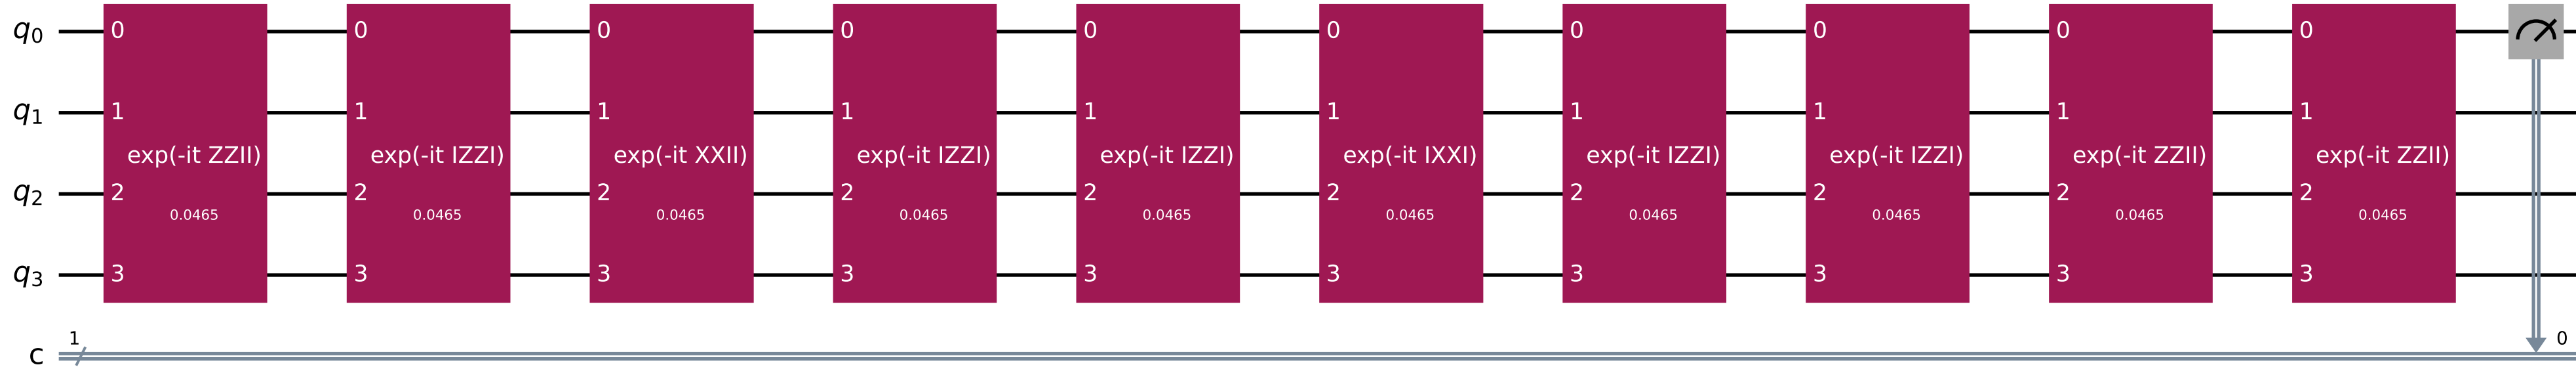 q0 0 0 0 0 0 0 0 0 0 0
q1 1 1 1 1 1 1 1 1 1 1
exp(-it ZZII) exp(-it IZZI) exp(-it XXII) exp(-it IZZI) exp(-it IZZI) exp(-it IXXI) exp(-it IZZI) exp(-it IZZI) exp(-it ZZII) exp(-it ZZII)
q2 2 2 2 2 2 2 2 2 2 2
0.0465 0.0465 0.0465 0.0465 0.0465 0.0465 0.0465 0.0465 0.0465 0.0465
q3 3 3 3 3 3 3 3 3 3 3
1 0
c